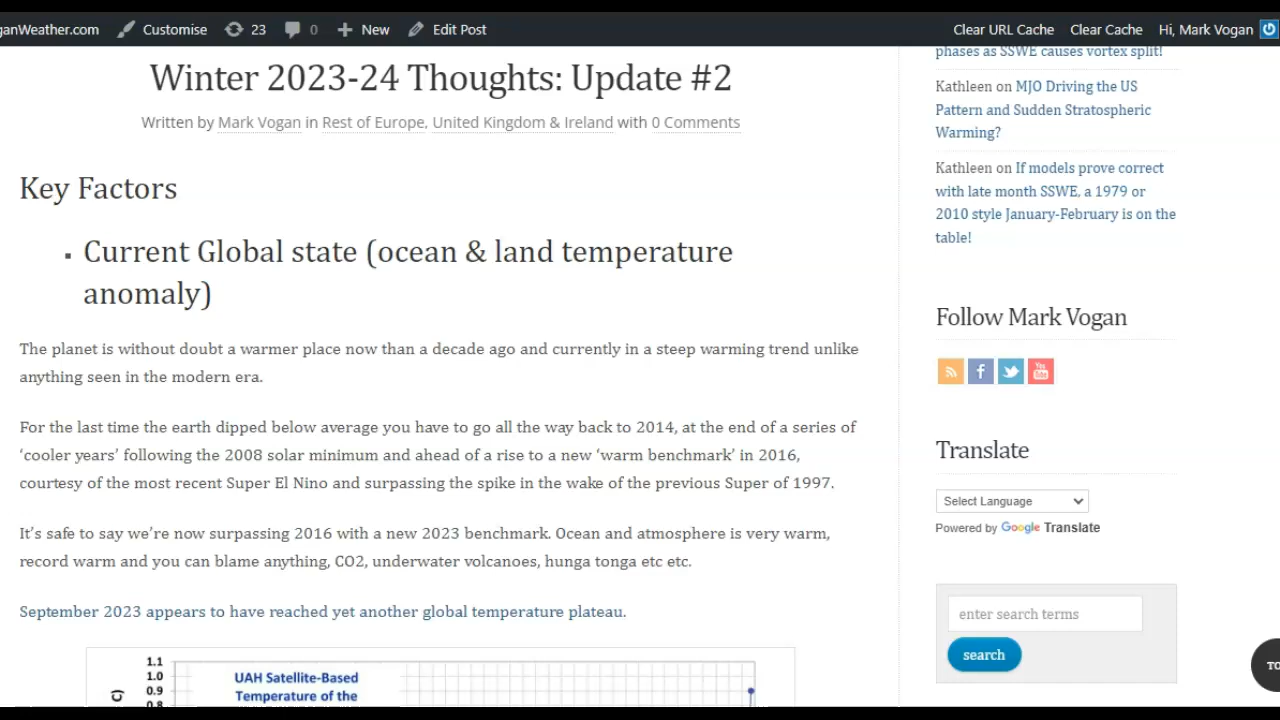 ganWeather.com Customise 23 0 New Edit Post Clear URL Cache Clear Cache Hi, Mark Vogan
Winter 2023-24 Thoughts: Update #2
Written by Mark Vogan in Rest of Europe, United Kingdom & Ireland with 0 Comments
Key Factors
▪ Current Global state (ocean & land temperature
anomaly)
The planet is without doubt a warmer place now than a decade ago and currently in a steep warming trend unlike
anything seen in the modern era.
For the last time the earth dipped below average you have to go all the way back to 2014, at the end of a series of
‘cooler years’ following the 2008 solar minimum and ahead of a rise to a new ‘warm benchmark’ in 2016,
courtesy of the most recent Super El Nino and surpassing the spike in the wake of the previous Super of 1997.
It’s safe to say we’re now surpassing 2016 with a new 2023 benchmark. Ocean and atmosphere is very warm,
record warm and you can blame anything, CO2, underwater volcanoes, hunga tonga etc etc.
September 2023 appears to have reached yet another global temperature plateau.
1.1
1.0
0.9
0.8
C)
UAH Satellite-Based
Temperature of the
phases as SSWE causes vortex split!
Kathleen on MJO Driving the US
Pattern and Sudden Stratospheric
Warming?
Kathleen on If models prove correct
with late month SSWE, a 1979 or
2010 style January-February is on the
table!
Follow Mark Vogan
You
Tube
Translate
Select Language
Powered by Google Translate
enter search terms
search
TO